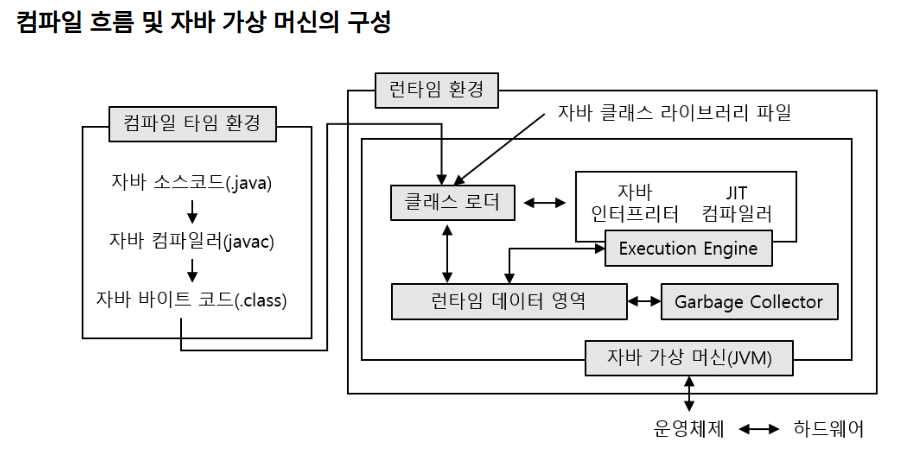 컴파일 흐름 및 자바 가상 머신의 구성
런타임 환경
컴파일 타임 환경
자바 클래스 라이브러리 파일
자바 소스코드(.java)
자바 컴파일러(javac)
자바 바이트 코드(.class)
클래스 로더
자바
인터프리터
JIT
컴파일러
Execution Engine
런타임 데이터 영역
Garbage Collector
자바 가상 머신(JVM)
운영체제
하드웨어